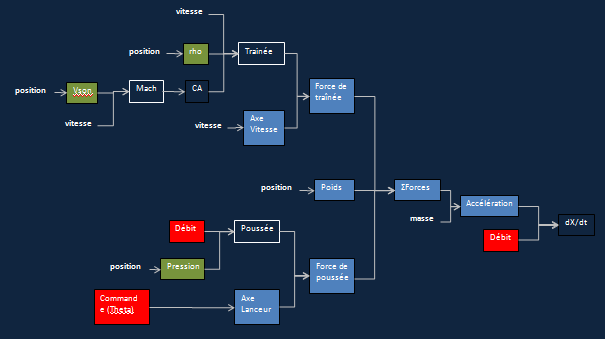 vitesse
position
rho
Trainée
position
Vson
Mach
CA
Force de
traînée
vitesse
vitesse
Axe
Vitesse
position
Poids
ΣForces
Accélération
masse
dX/dt
Débit
Débit
Poussée
position
Pression
Force de
poussée
Command
e (Theta)
Axe
Lanceur